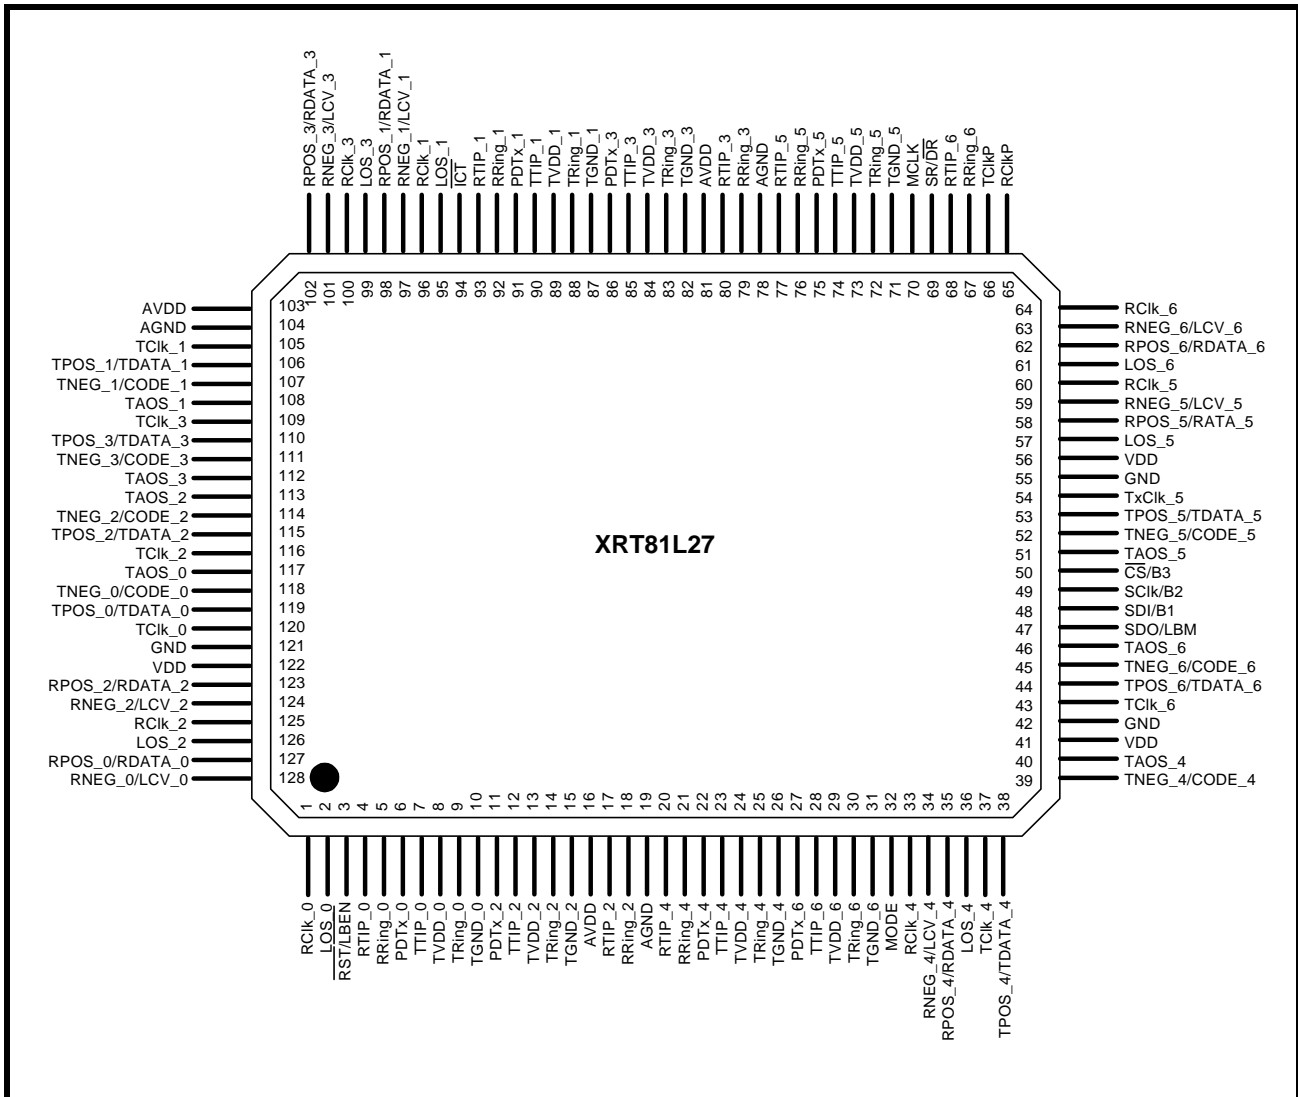 RPOS_3/RDATA_3
RNEG_3/LCV_3
RClk_3
LOS_3
RPOS_1/RDATA_1
RNEG_1/LCV_1
RClk_1
LOS_1
ICT
RTIP_1
RRing_1
PDTx_1
TTIP_1
TVDD_1
TRing_1
TGND_1
PDTx_3
TTIP_3
TVDD_3
TRing_3
TGND_3
AVDD
RTIP_3
RRing_3
AGND
RTIP_5
RRing_5
PDTx_5
TTIP_5
TVDD_5
TRing_5
TGND_5
MCLK
SR/DR
RTIP_6
RRing_6
TClkP
RClkP
102
101
100
99
98
97
96
95
94
93
92
91
90
89
88
87
86
85
84
83
82
81
80
79
78
77
76
75
74
73
72
71
70
69
68
67
66
65
AVDD 103
AGND 104
TClk_1 105
TPOS_1/TDATA_1 106
TNEG_1/CODE_1 107
TAOS_1 108
TClk_3 109
TPOS_3/TDATA_3 110
TNEG_3/CODE_3 111
TAOS_3 112
TAOS_2 113
TNEG_2/CODE_2 114
TPOS_2/TDATA_2 115
TClk_2 116
TAOS_0 117
TNEG_0/CODE_0 118
TPOS_0/TDATA_0 119
TClk_0 120
GND 121
VDD 122
RPOS_2/RDATA_2 123
RNEG_2/LCV_2 124
RClk_2 125
LOS_2 126
RPOS_0/RDATA_0 127
RNEG_0/LCV_0 128
XRT81L27
64 RClk_6
63 RNEG_6/LCV_6
62 RPOS_6/RDATA_6
61 LOS_6
60 RClk_5
59 RNEG_5/LCV_5
58 RPOS_5/RATA_5
57 LOS_5
56 VDD
55 GND
54 TxClk_5
53 TPOS_5/TDATA_5
52 TNEG_5/CODE_5
51 TAOS_5
50 CS/B3
49 SClk/B2
48 SDI/B1
47 SDO/LBM
46 TAOS_6
45 TNEG_6/CODE_6
44 TPOS_6/TDATA_6
43 TClk_6
42 GND
41 VDD
40 TAOS_4
39 TNEG_4/CODE_4
1
2
3
4
5
6
7
8
9
10
11
12
13
14
15
16
17
18
19
20
21
22
23
24
25
26
27
28
29
30
31
32
33
34
35
36
37
38
RClk_0
LOS_0
RST/LBEN
RTIP_0
RRing_0
PDTx_0
TTIP_0
TVDD_0
TRing_0
TGND_0
PDTx_2
TTIP_2
TVDD_2
TRing_2
TGND_2
AVDD
RTIP_2
RRing_2
AGND
RTIP_4
RRing_4
PDTx_4
TTIP_4
TVDD_4
TRing_4
TGND_4
PDTx_6
TTIP_6
TVDD_6
TRing_6
TGND_6
MODE
RClk_4
RNEG_4/LCV_4
RPOS_4/RDATA_4
LOS_4
TClk_4
TPOS_4/TDATA_4